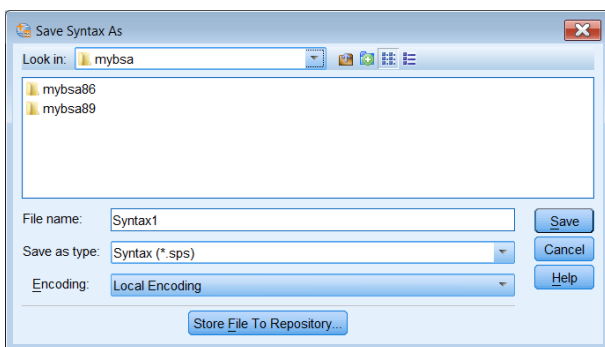 Save Syntax As
Look in: mybsa
mybsa86
mybsa89
File name: Syntax1 Save
Save as type: Syntax (*.sps) Cancel
Encoding: Local Encoding Help
Store File To Repository...